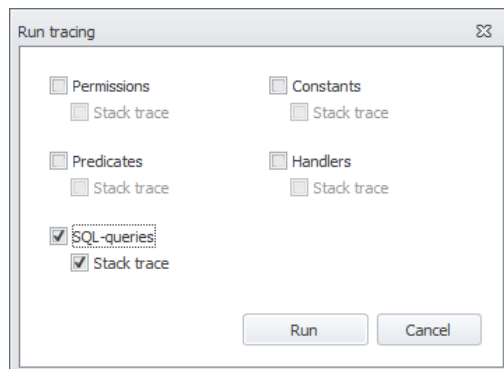 Run tracing
Permissions
Constants
Stack trace
Stack trace
Predicates
Handlers
Stack trace
Stack trace
SQL-queries
Stack trace
Run
Cancel